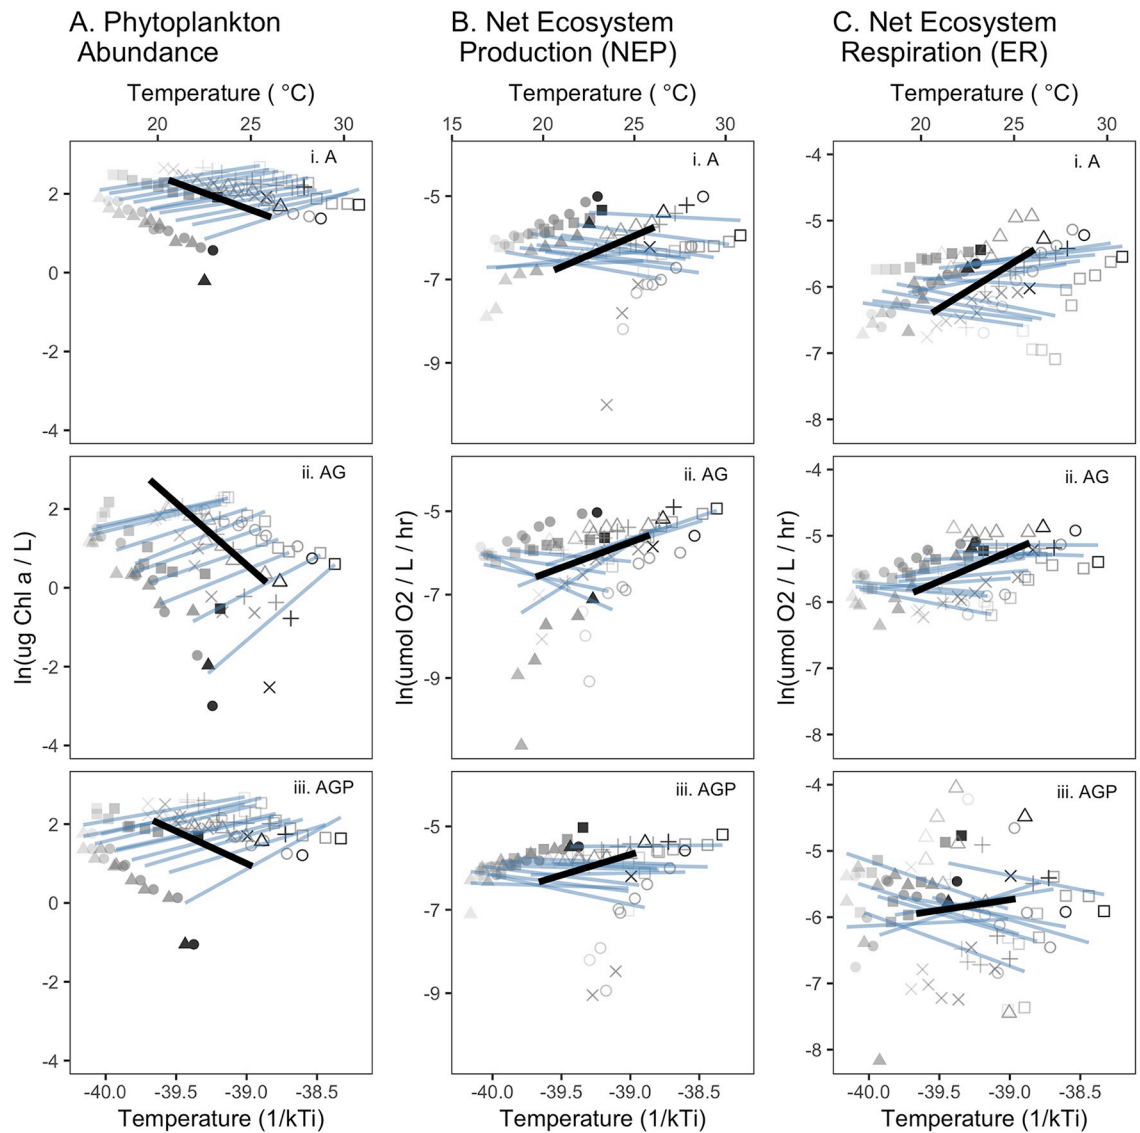 A. Phytoplankton
Abundance
B. Net Ecosystem
Production (NEP)
C. Net Ecosystem
Respiration (ER)
Temperature ( °C)
Temperature ( °C)
Temperature ( °C)
20 25 30
15 20 25 30
20 25 30
i. A
i. A
i. A
2
0
-2
-4
-5
-7
-9
-4
-5
-6
-7
-8
ii. AG
ii. AG
ii. AG
ln(ug Chl a / L)
2
0
-2
-4
ln(umol O2 / L / hr)
-5
-7
-9
ln(umol O2 / L / hr)
-4
-5
-6
-7
-8
iii. AGP
iii. AGP
iii. AGP
2
0
-2
-4
-5
-7
-9
-4
-5
-6
-7
-8
-40.0 -39.5 -39.0 -38.5
-40.0 -39.5 -39.0 -38.5
-40.0 -39.5 -39.0 -38.5
Temperature (1/kTi)
Temperature (1/kTi)
Temperature (1/kTi)